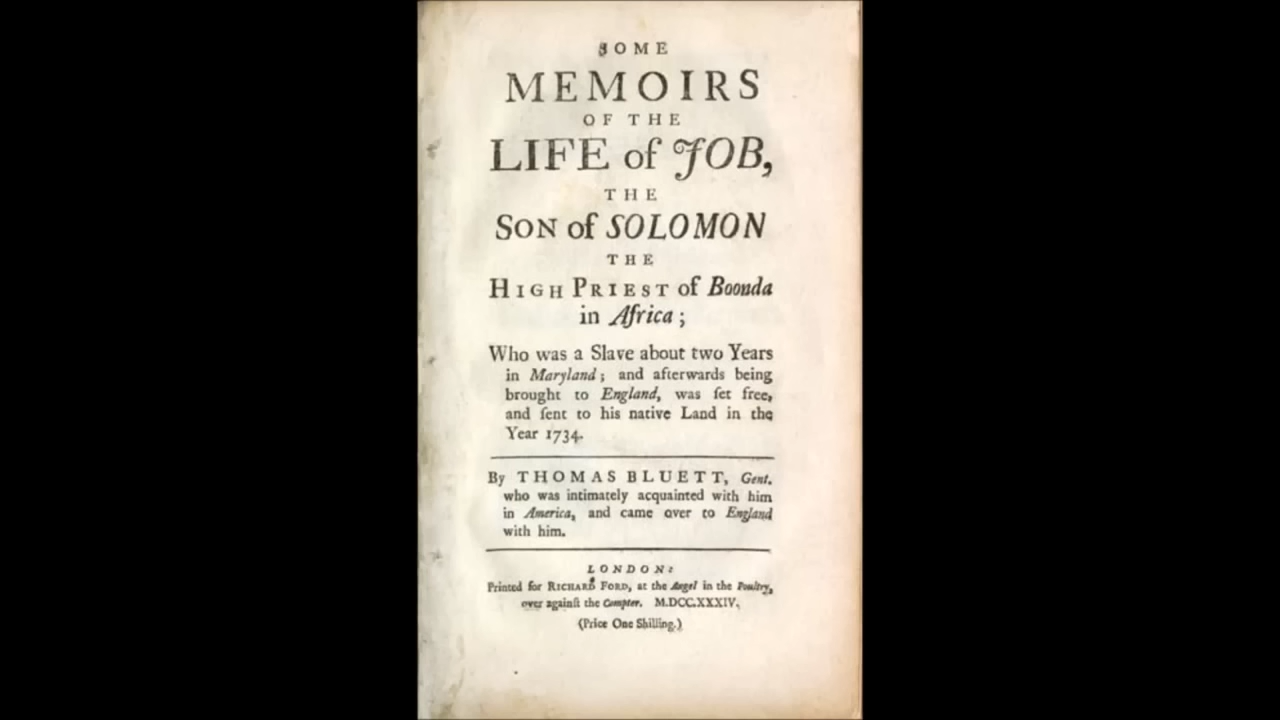 SOME
MEMOIRS
OF THE
LIFE of JOB,
THE
SON of SOLOMON
THE
HIGH PRIEST of Boonda
in Africa;
Who was a Slave about two Years
in Maryland; and afterwards being
brought to England, was ſet free,
and ſent to his native Land in the
Year 1734.
By THOMAS BLUETT, Gent.
who was intimately acquainted with him
in America, and came over to England
with him.
LONDON:
Printed for RICHARD FORD, at the Angel in the Poultry,
over againſt the Compter. M.DCC.XXXIV.
(Price One Shilling.)